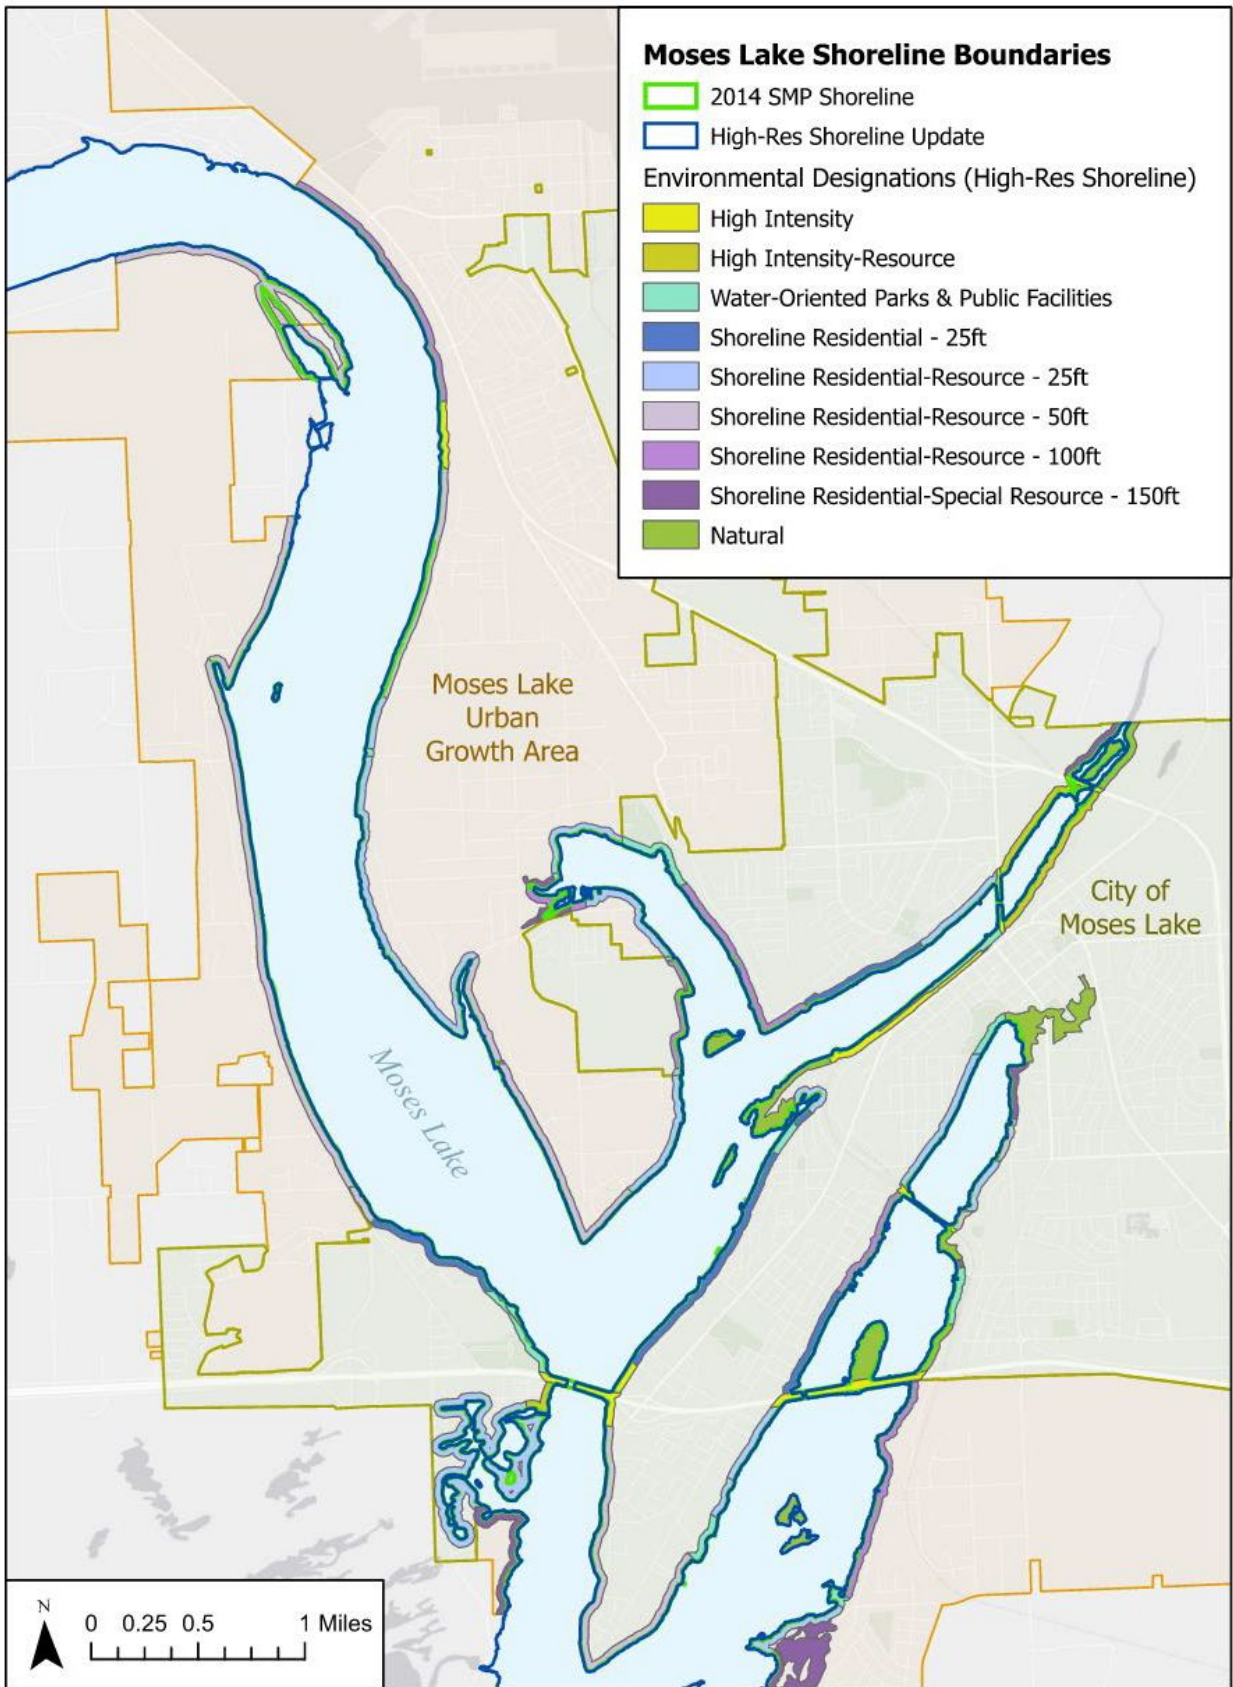 Moses Lake Shoreline Boundaries
2014 SMP Shoreline
High-Res Shoreline Update
Environmental Designations (High-Res Shoreline)
High Intensity
High Intensity-Resource
Water-Oriented Parks & Public Facilities
Shoreline Residential - 25ft
Shoreline Residential-Resource - 25ft
Shoreline Residential-Resource - 50ft
Shoreline Residential-Resource - 100ft
Shoreline Residential-Special Resource - 150ft
Natural
Moses Lake
Urban
Growth Area
City of
Moses Lake
Moses Lake
N
0 0.25 0.5 1 Miles